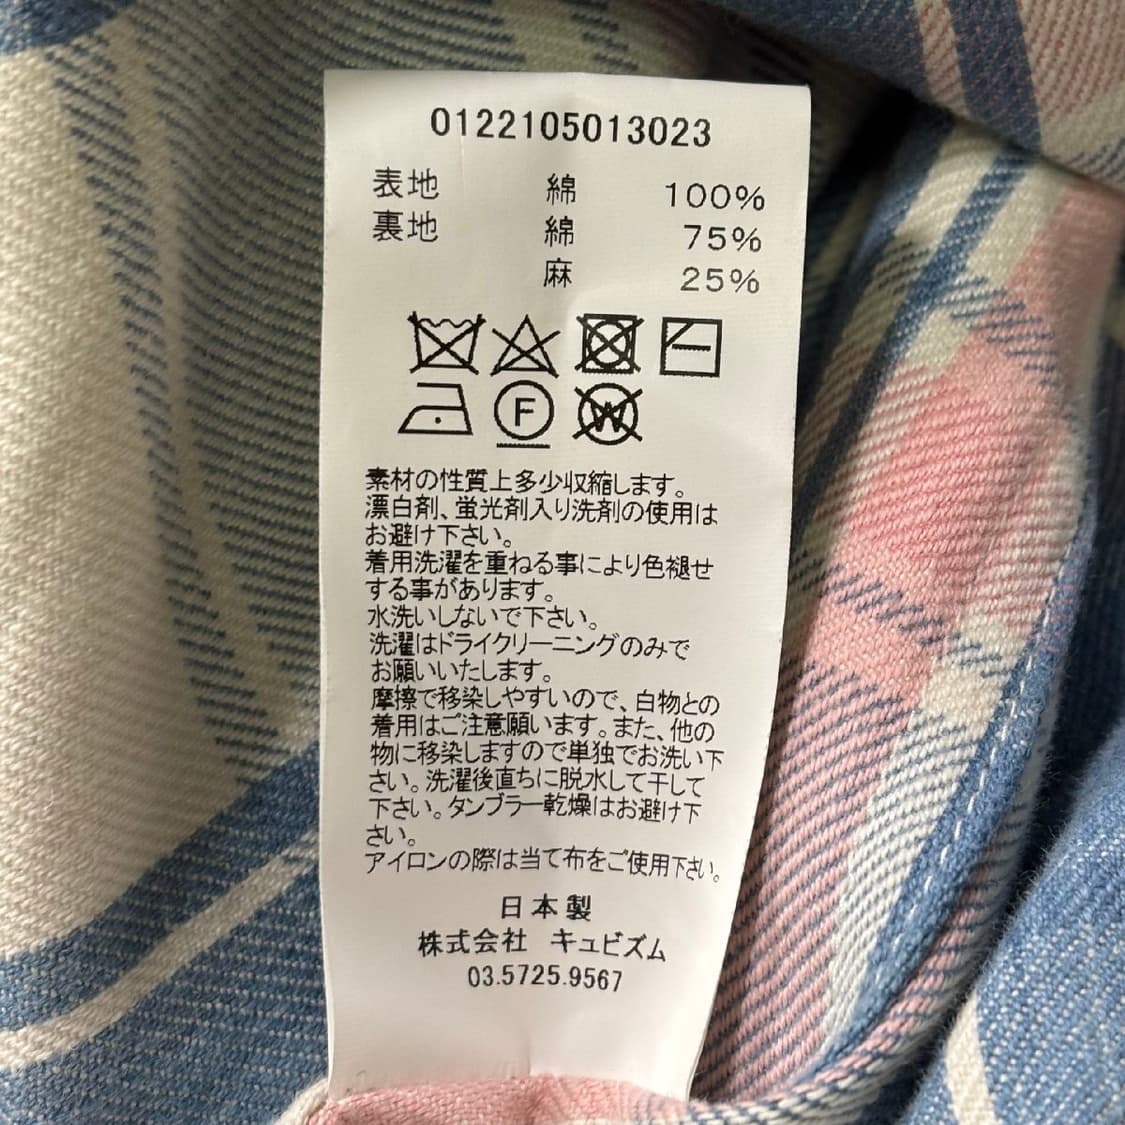 0122105013023
表地 綿 100%
裏地 綿 75%
麻 25%
F
W
素材の性質上多少収縮します。
漂白剤、蛍光剤入り洗剤の使用は
お避け下さい。
着用洗濯を重ねる事により色褪せ
する事があります。
水洗いしないで下さい。
洗濯はドライクリーニングのみで
お願いいたします。
摩擦で移染しやすいので、白物との
着用はご注意願います。また、他の
物に移染しますので単独でお洗い下
さい。洗濯後直ちに脱水して干して
下さい。タンブラー乾燥はお避け下
さい。
アイロンの際は当て布をご使用下さい。
日本製
株式会社 キュビズム
03.5725.9567